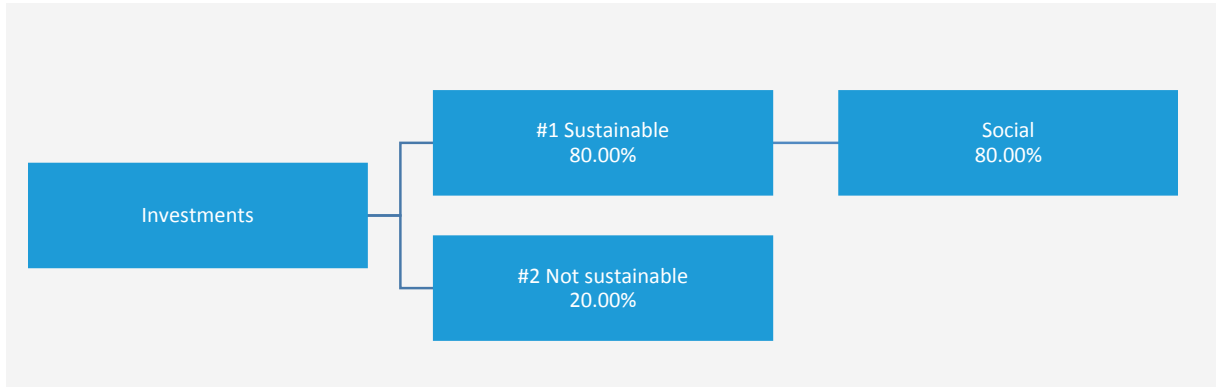 Investments
#1 Sustainable
80.00%
Social
80.00%
#2 Not sustainable
20.00%